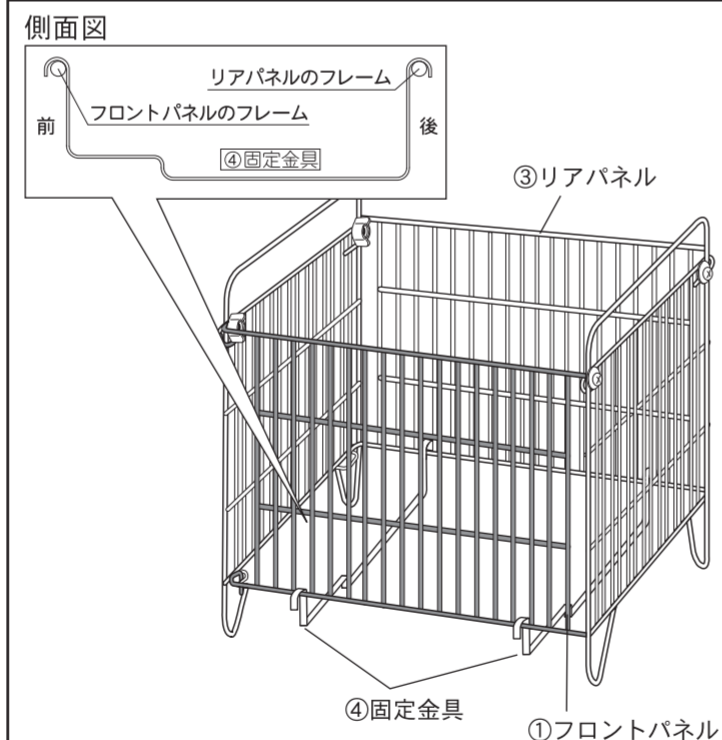 側面図
リアパネルのフレーム
フロントパネルのフレーム
前
後
④固定金具
③リアパネル
④固定金具
①フロントパネル